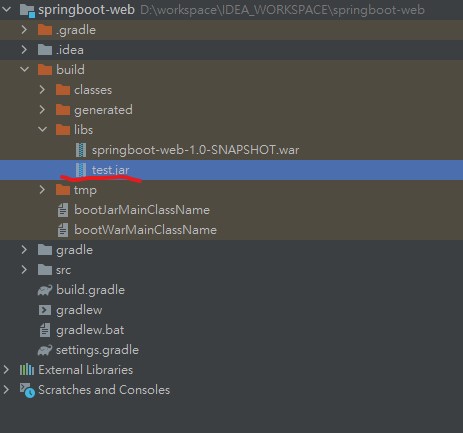 springboot-web D:\workspace\IDEA_WORKSPACE\springboot-web
.gradle
.idea
build
classes
generated
libs
springboot-web-1.0-SNAPSHOT.war
test.jar
tmp
bootJarMainClassName
bootWarMainClassName
gradle
src
build.gradle
gradlew
gradlew.bat
settings.gradle
External Libraries
Scratches and Consoles